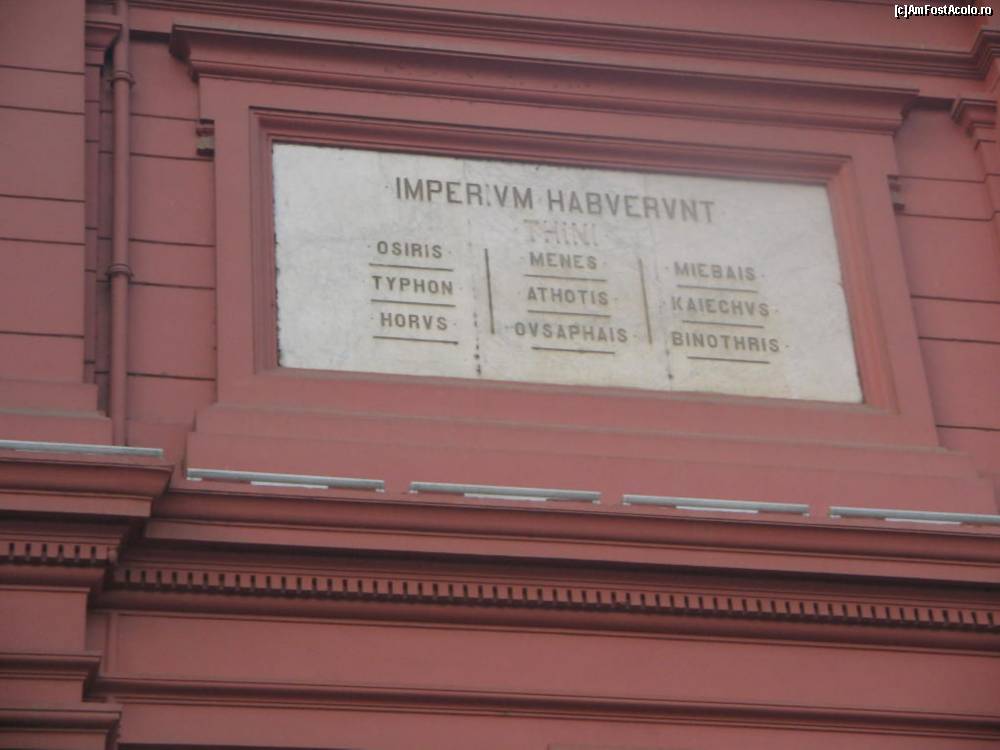 [c]AmFostAcolo.ro
IMPERIVM HABVERVNT
THINI
OSIRIS
TYPHON
HORVS
MENES
ATHOTIS
OVSAPHAIS
MIEBAIS
KAIECHVS
BINOTHRIS